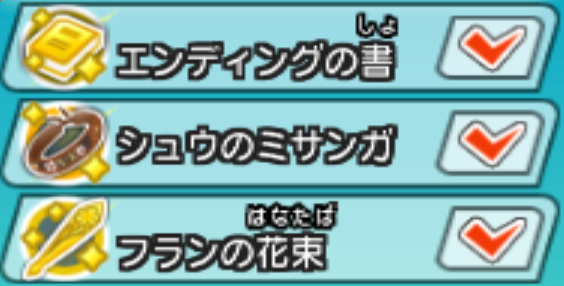 しょ
エンディングの書
シュウのミサンガ
はなたば
フランの花束